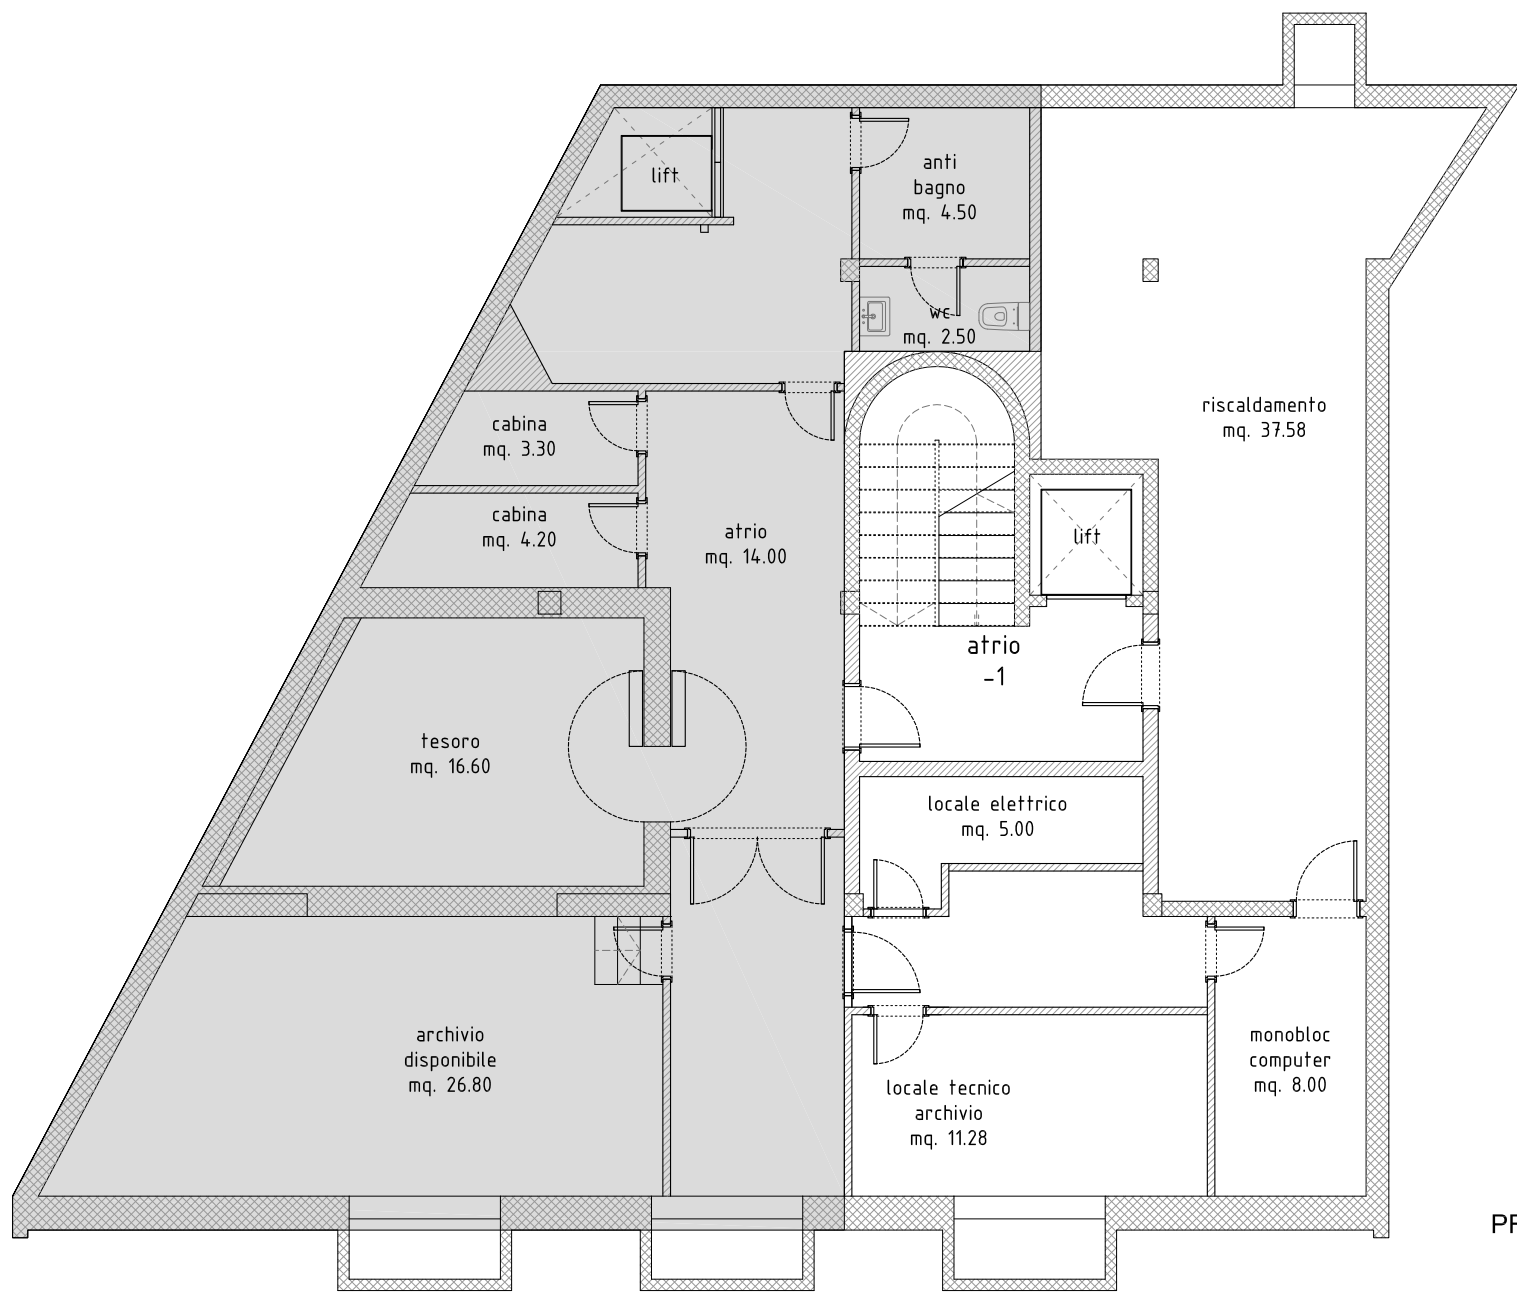 lift
anti
bagno
mq. 4.50
wc
mq. 2.50
cabina
mq. 3.30
riscaldamento
mq. 37.58
cabina
mq. 4.20
atrio
mq. 14.00
lift
atrio
-1
tesoro
mq. 16.60
locale elettrico
mq. 5.00
archivio
disponibile
mq. 26.80
monobloc
computer
mq. 8.00
locale tecnico
archivio
mq. 11.28